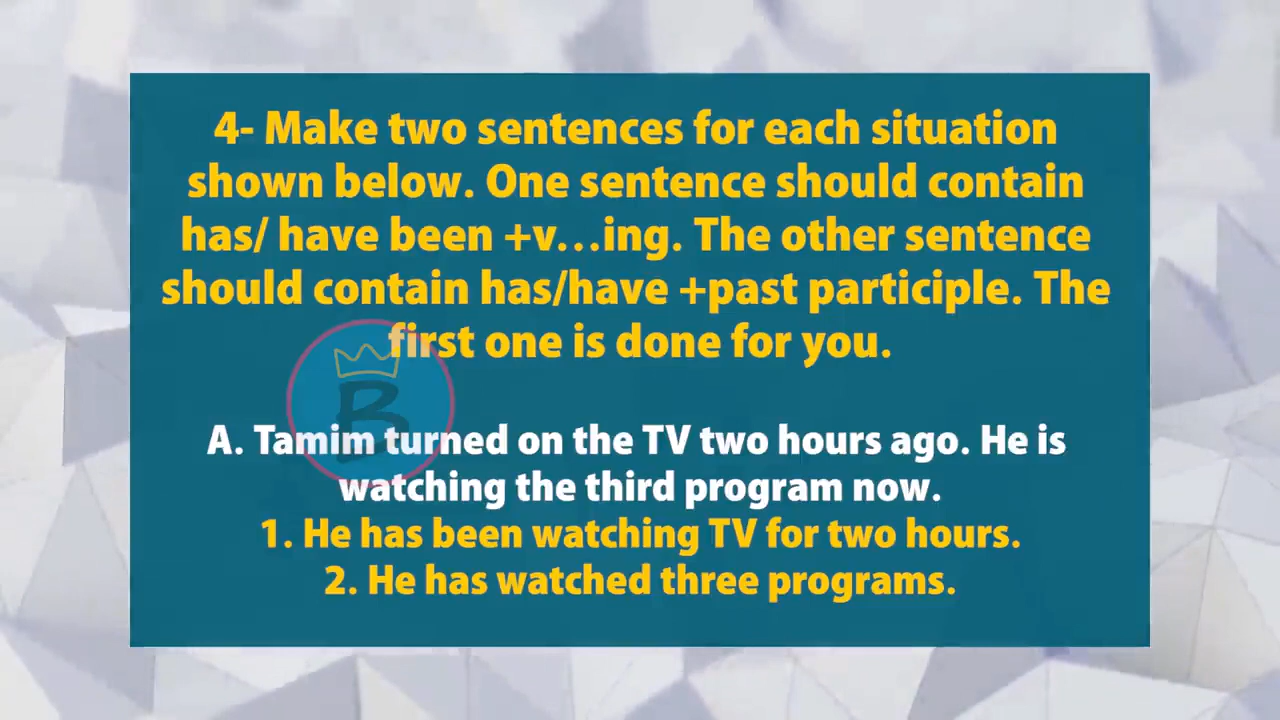 4- Make two sentences for each situation
shown below. One sentence should contain
has/ have been +v...ing. The other sentence
should contain has/have +past participle. The
first one is done for you.
A. Tamim turned on the TV two hours ago. He is
watching the third program now.
1. He has been watching TV for two hours.
2. He has watched three programs.
B